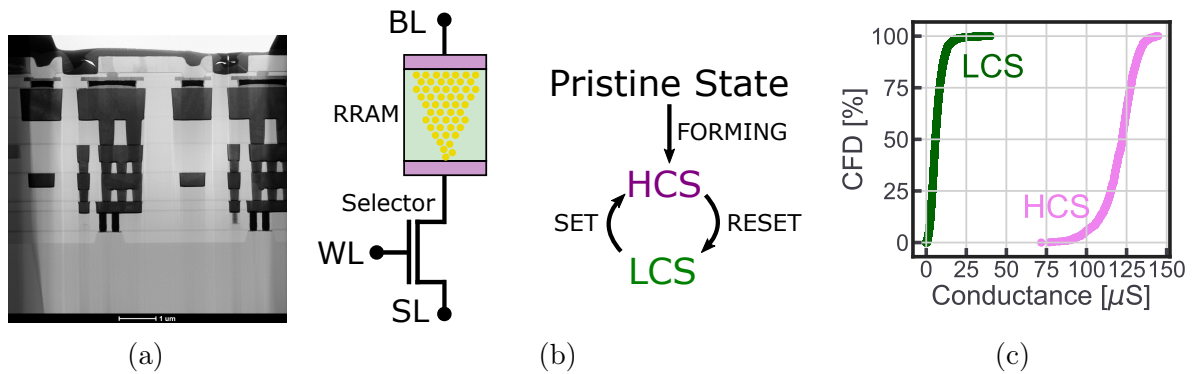 1 um
(a)
BL
RRAM
Selector
WL
SL
Pristine State
FORMING
HCS
SET
RESET
LCS
(b)
CFD [%]
100
75
50
25
0
LCS
HCS
0 25 50 75 100 125 150
Conductance [μS]
(c)